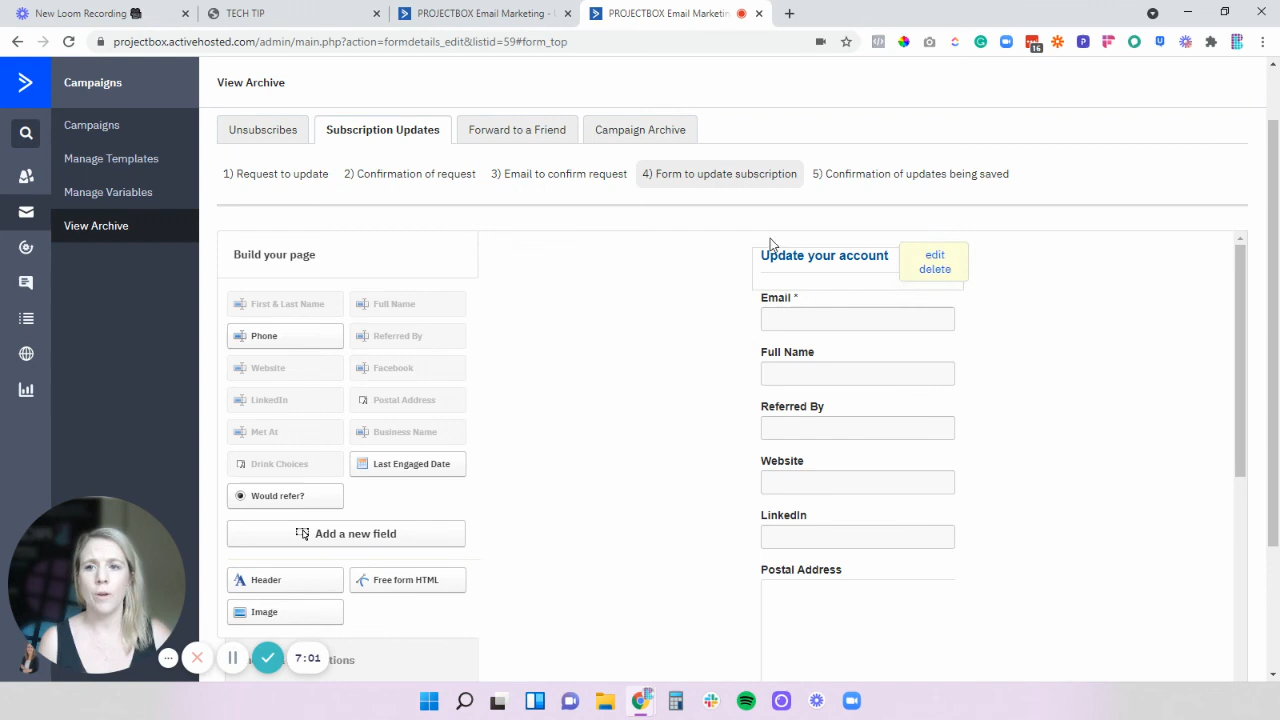 New Loom Recording
TECH TIP
PROJECTBOX Email Marketing -
PROJECTBOX Email Marketin
projectbox.activehosted.com/admin/main.php?action=formdetails_edit&listid=59#form_top
16
Campaigns
View Archive
Campaigns
Manage Templates
Manage Variables
View Archive
Unsubscribes
Subscription Updates
Forward to a Friend
Campaign Archive
1) Request to update
2) Confirmation of request
3) Email to confirm request
4) Form to update subscription
5) Confirmation of updates being saved
Build your page
First & Last Name
Full Name
Phone
Referred By
Website
Facebook
LinkedIn
Postal Address
Met At
Business Name
Drink Choices
Last Engaged Date
Would refer?
Add a new field
Header
Free form HTML
Image
tions
Update your account
edit
delete
Email *
Full Name
Referred By
Website
LinkedIn
Postal Address
7:01